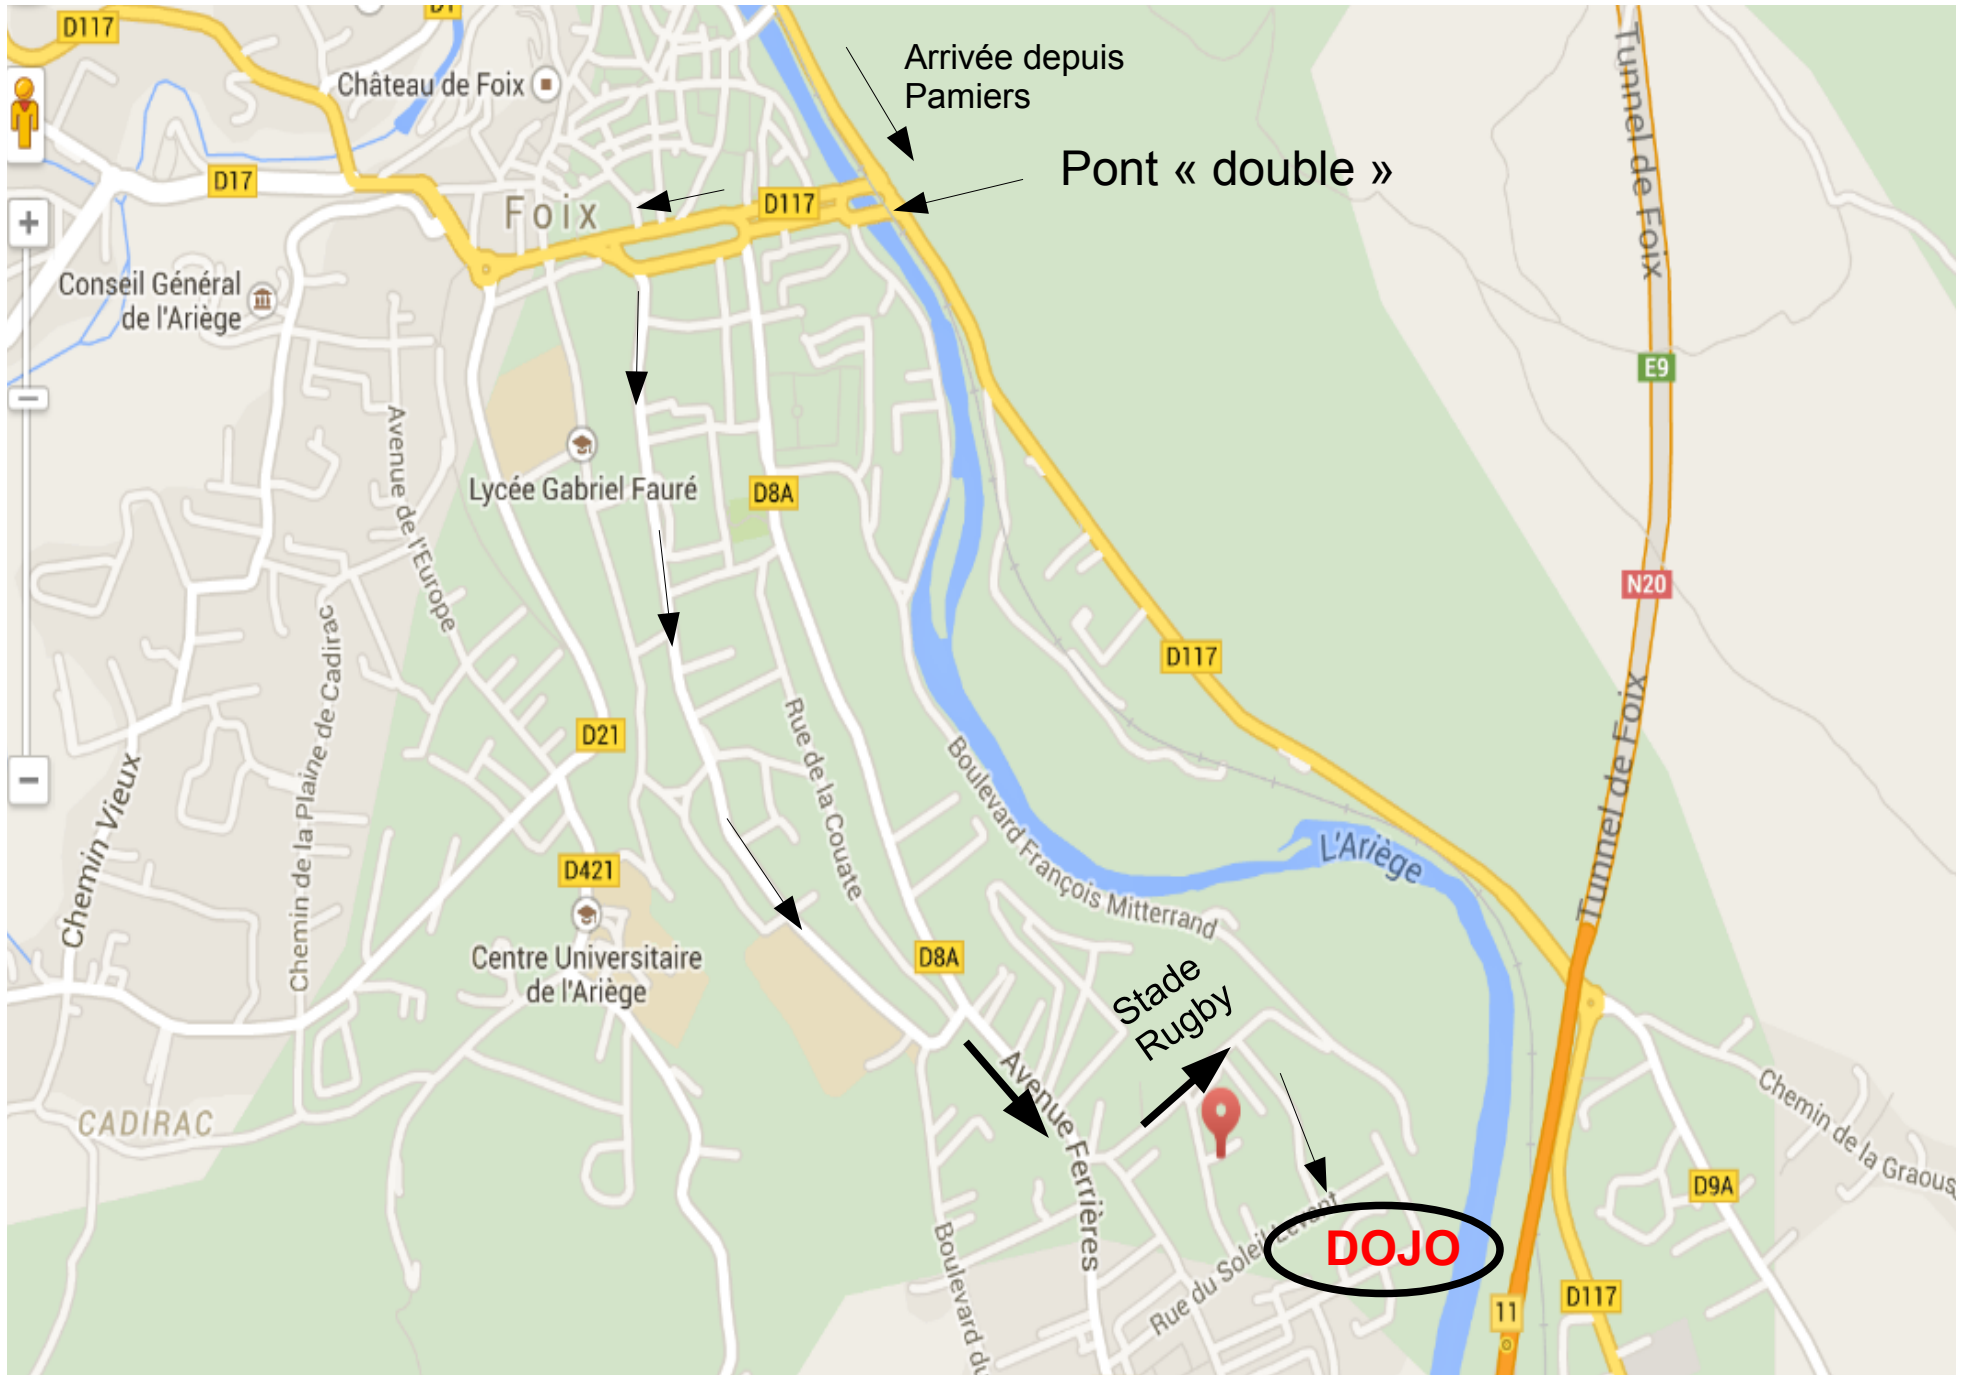 D117
D1
Arrivée depuis
Pamiers
Château de Foix
Pont « double »
D17
D117
Foix
Tunnel de Foix
Conseil Général
de l'Ariège
E9
Avenue de l'Europe
Lycée Gabriel Fauré
D8A
N20
Chemin de la Plaine de Cadirac
D117
D21
Rue de la Couate
Boulevard François Mitterrand
Tunnel de Foix
Chemin Vieux
L'Ariège
D421
Centre Universitaire
de l'Ariège
D8A
Stade
Rugby
Avenue Ferrières
CADIRAC
Chemin de la Graous
D9A
Rue du Soleil Levant
DOJO
Boulevard du
11
D117